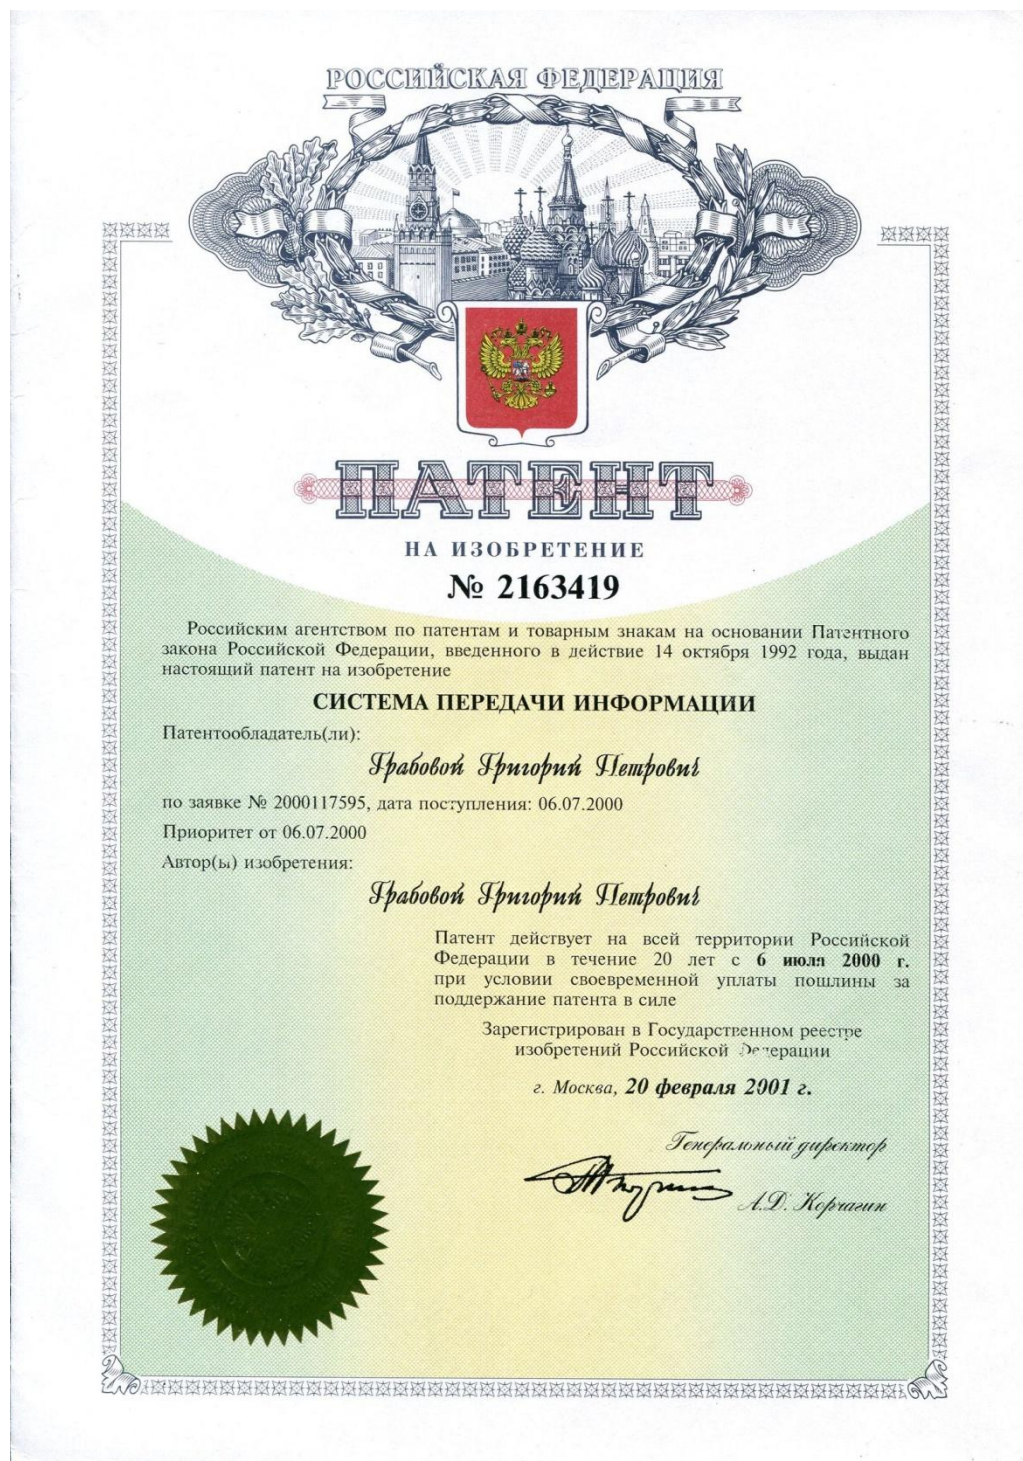 РОССИЙСКАЯ ФЕДЕРАЦИЯ
ПАТЕНТ
НА ИЗОБРЕТЕНИЕ
№ 2163419
Российским агентством по патентам и товарным знакам на основании Патентного
закона Российской Федерации, введенного в действие 14 октября 1992 года, выдан
настоящий патент на изобретение
СИСТЕМА ПЕРЕДАЧИ ИНФОРМАЦИИ
Патентообладатель(ли):
Грабовой Григорий Петрович
по заявке № 2000117595, дата поступления: 06.07.2000
Приоритет от 06.07.2000
Автор(ы) изобретения:
Грабовой Григорий Петрович
Патент действует на всей территории Российской
Федерации в течение 20 лет с 6 июля 2000 г.
при условии своевременной уплаты пошлины за
поддержание патента в силе
Зарегистрирован в Государственном реестре
изобретений Российской Федерации
г. Москва, 20 февраля 2001 г.
Генеральный директор
А.Д. Корчагин